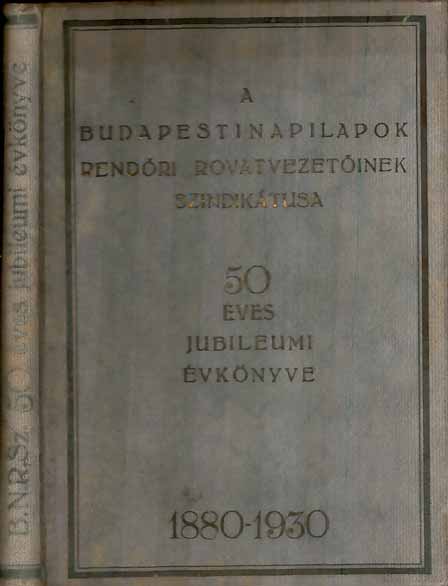 A
BUDAPESTI NAPILAPOK
RENDŐRI ROVATVEZETŐINEK
SZINDIKÁTUSA
50
ÉVES
JUBILEUMI
ÉVKÖNYVE
1880-1930
B.N.R.Sz. 50 éves jubileumi évkönyve